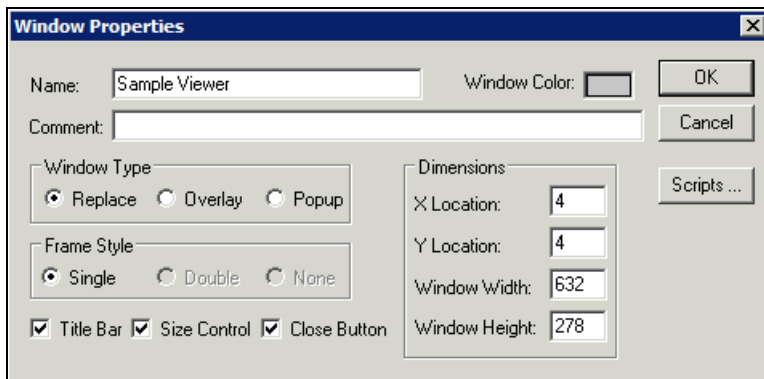 Window Properties
Name: Sample Viewer Window Color: OK
Comment: Cancel
Window Type Dimensions Scripts ...
Replace Overlay Popup X Location: 4
Frame Style Y Location: 4
Single Double None Window Width: 632
Title Bar Size Control Close Button Window Height: 278